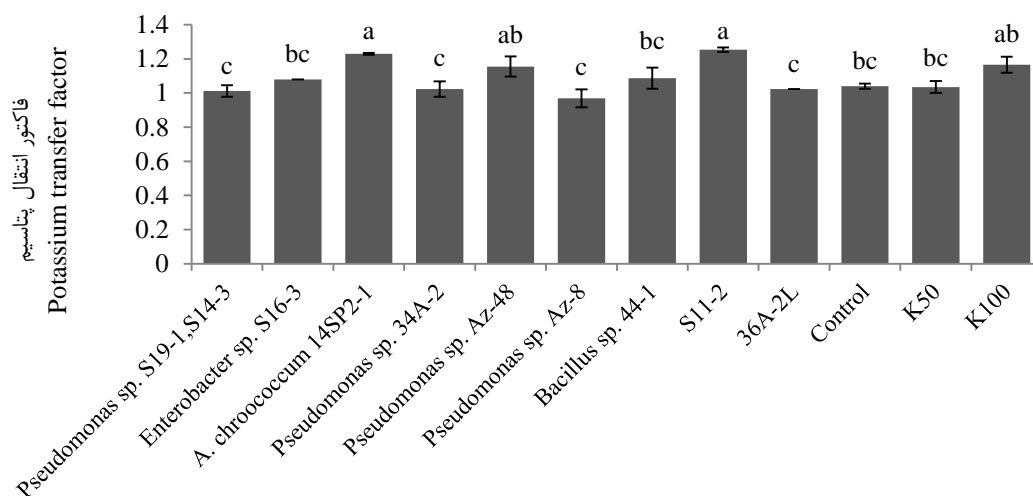 فاکتور انتقال پتاسیم
Potassium transfer factor
1.4
1.2
1
0.8
0.6
0.4
0.2
0
c
bc
a
c
ab
c
bc
a
c
bc
bc
ab
Pseudomonas sp. S19-1,S14-3
Enterobacter sp. S16-3
A. chroococcum 14SP2-1
Pseudomonas sp. 34A-2
Pseudomonas sp. Az-48
Pseudomonas sp. Az-8
Bacillus sp. 44-1
S11-2
36A-2L
Control
K50
K100